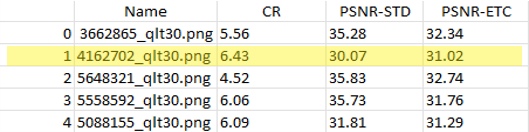 Name CR PSNR-STD PSNR-ETC
0 3662865_qlt30.png 5.56 35.28 32.34
1 4162702_qlt30.png 6.43 30.07 31.02
2 5648321_qlt30.png 4.52 35.83 32.74
3 5558592_qlt30.png 6.06 35.73 31.76
4 5088155_qlt30.png 6.09 31.81 31.29